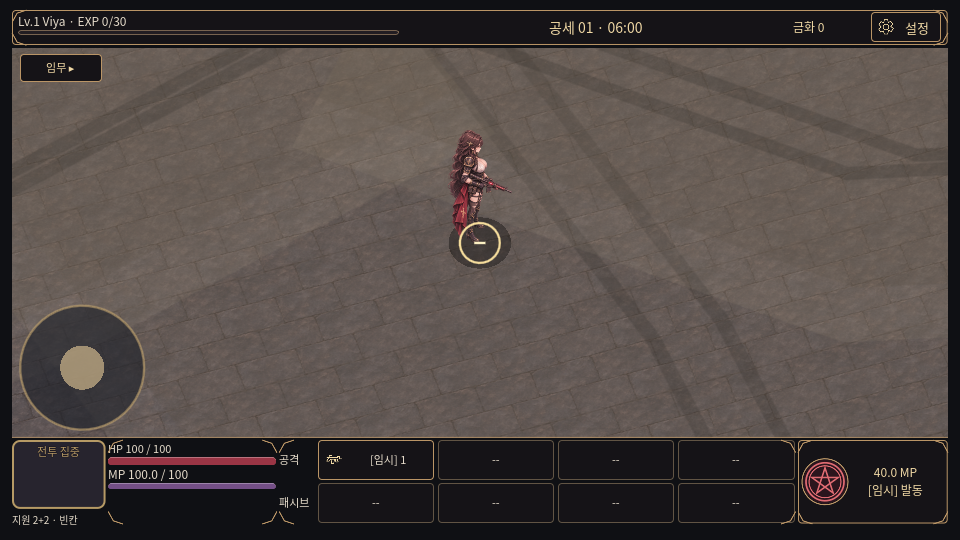 Lv.1 Viya · EXP 0/30
공세 01 · 06:00
금화 0
설정
임무 ▸
전투 집중
HP 100 / 100
MP 100.0 / 100
지원 2+2 · 빈칸
공격
[임시] 1
--
--
--
패시브
--
--
--
--
40.0 MP
[임시] 발동